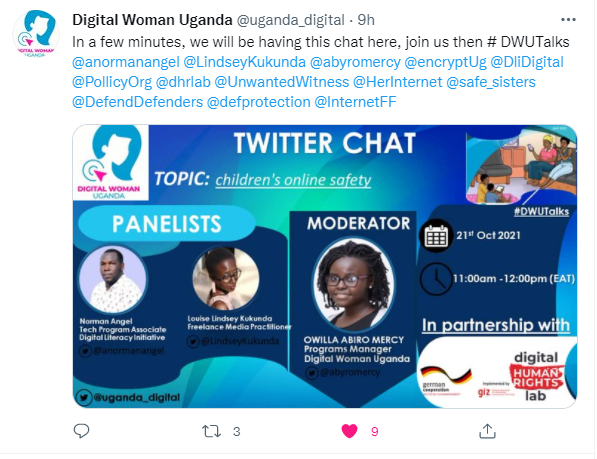 Digital Woman Uganda @uganda_digital · 9h
In a few minutes, we will be having this chat here, join us then # DWUTalks
@anormanangel @LindseyKukunda @abyromercy @encryptUg @DliDigital
@PollicyOrg @dhrlab @UnwantedWitness @HerInternet @safe_sisters
@DefendDefenders @defprotection @InternetFF
TWITTER CHAT
DIGITAL WOMAN
UGANDA
TOPIC: children's online safety
#DWUTalks
PANELISTS
MODERATOR
21st Oct 2021
11:00am -12:00pm (EAT)
Norman Angel
Tech Program Associate
Digital Literacy Initiative
@anormanangel
Louise Lindsey Kukunda
Freelance Media Practitioner
@LindseyKukunda
OWILLA ABIRO MERCY
Programs Manager
Digital Woman Uganda
@abyromercy
In partnership with
german
cooperation
Implemented by
giz
digital
HUMAN
RIGHTS
lab
@uganda_digital
3
9